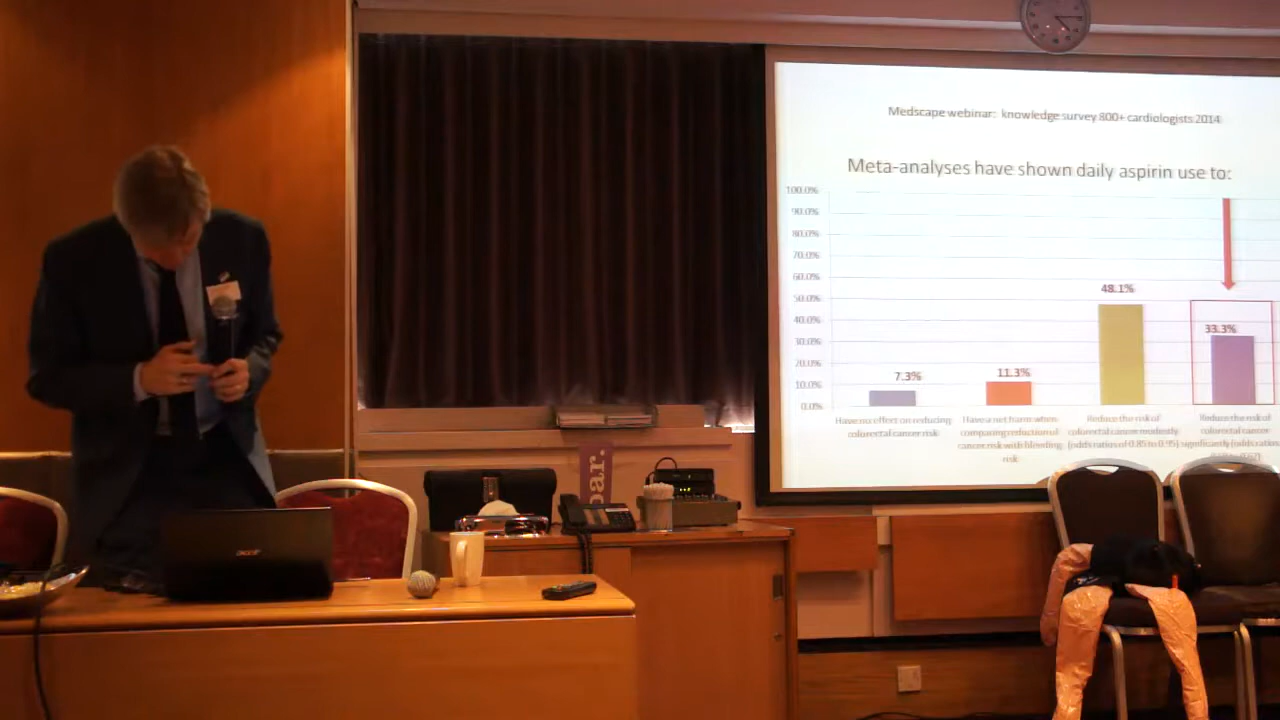 Medscape webinar: knowledge survey 800+ cardiologists 2014
Meta-analyses have shown daily aspirin use to:
100.0%
90.0%
80.0%
70.0%
60.0%
50.0%
40.0%
30.0%
20.0%
10.0%
0.0%
7.3%
11.3%
48.1%
33.3%
Have no effect on reducing
colorectal cancer risk
Have a net harm when
comparing reduction of
cancer risk with bleeding
risk
Reduce the risk of
colorectal cancer modestly
(odds ratios of 0.85 to 0.95)
Reduce the risk of
colorectal cancer
significantly (odds ratios
bar.
acer